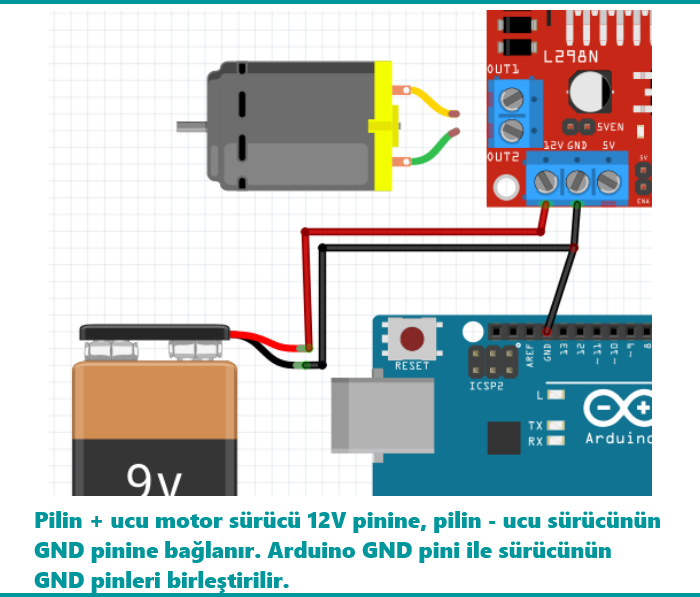 L298N
OUT1
5VEN
12V GND 5V
OUT2
5V
ENA
RESET
ICSP2
AREF
GND
13
12
~11
~10
~9
8
L
TX
RX
Arduino
9v
Pilin + ucu motor sürücü 12V pinine, pilin - ucu sürücünün
GND pinine bağlanır. Arduino GND pini ile sürücünün
GND pinleri birleştirilir.